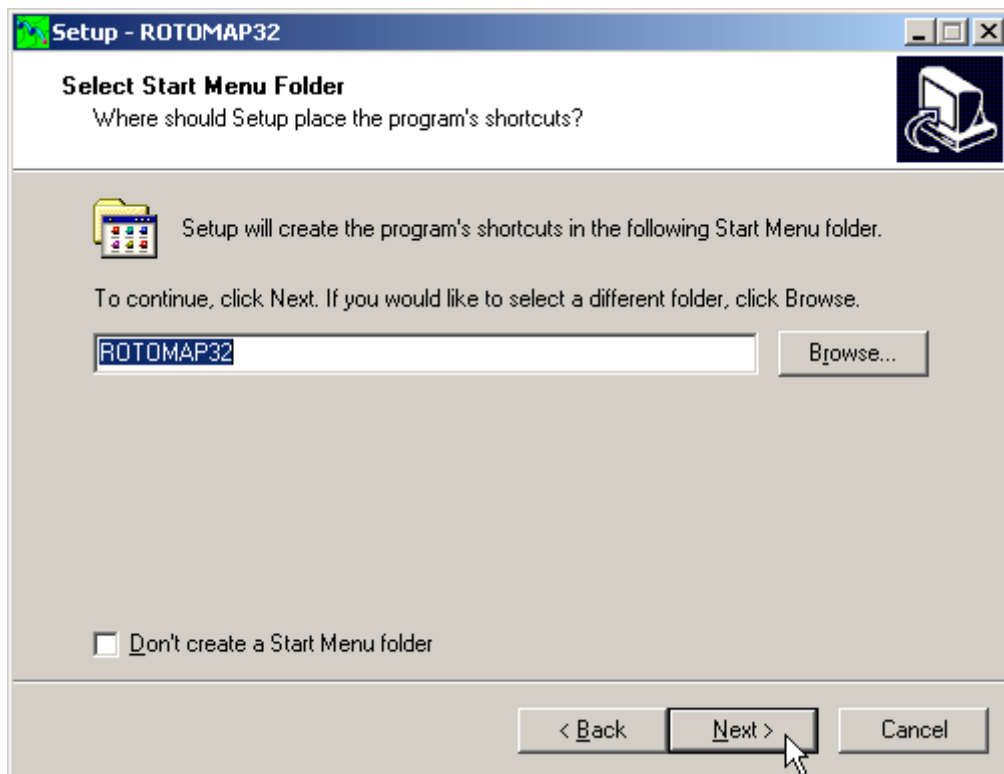 Setup - ROTOMAP32
Select Start Menu Folder
Where should Setup place the program's shortcuts?
Setup will create the program's shortcuts in the following Start Menu folder.
To continue, click Next. If you would like to select a different folder, click Browse.
ROTOMAP32
Browse...
Don't create a Start Menu folder
< Back
Next >
Cancel